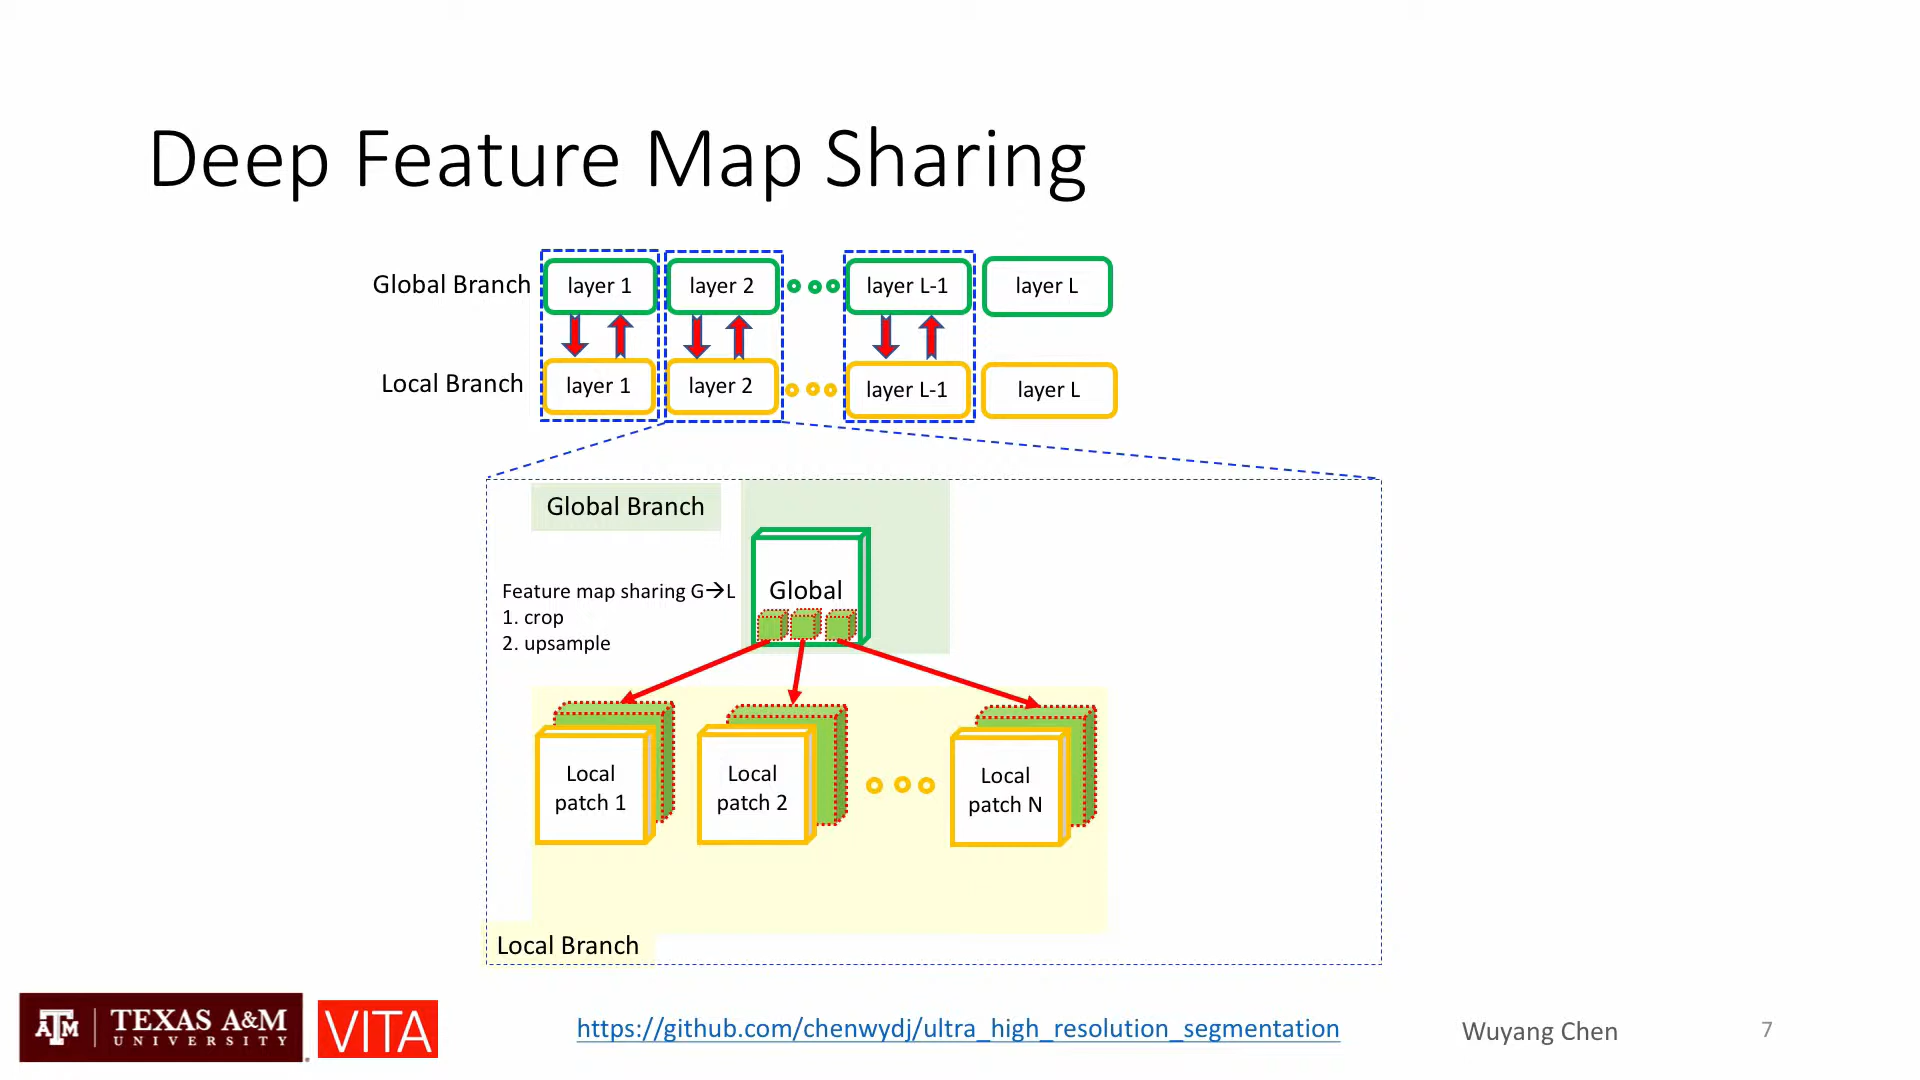 Deep Feature Map Sharing
Global Branch
layer 1
layer 2
layer L-1
layer L
Local Branch
layer 1
layer 2
layer L-1
layer L
Global Branch
Feature map sharing G→L
1. crop
2. upsample
Global
Local
patch 1
Local
patch 2
Local
patch N
Local Branch
ATM
TEXAS A&M
UNIVERSITY
VITA
https://github.com/chenwydj/ultra_high_resolution_segmentation
Wuyang Chen
7